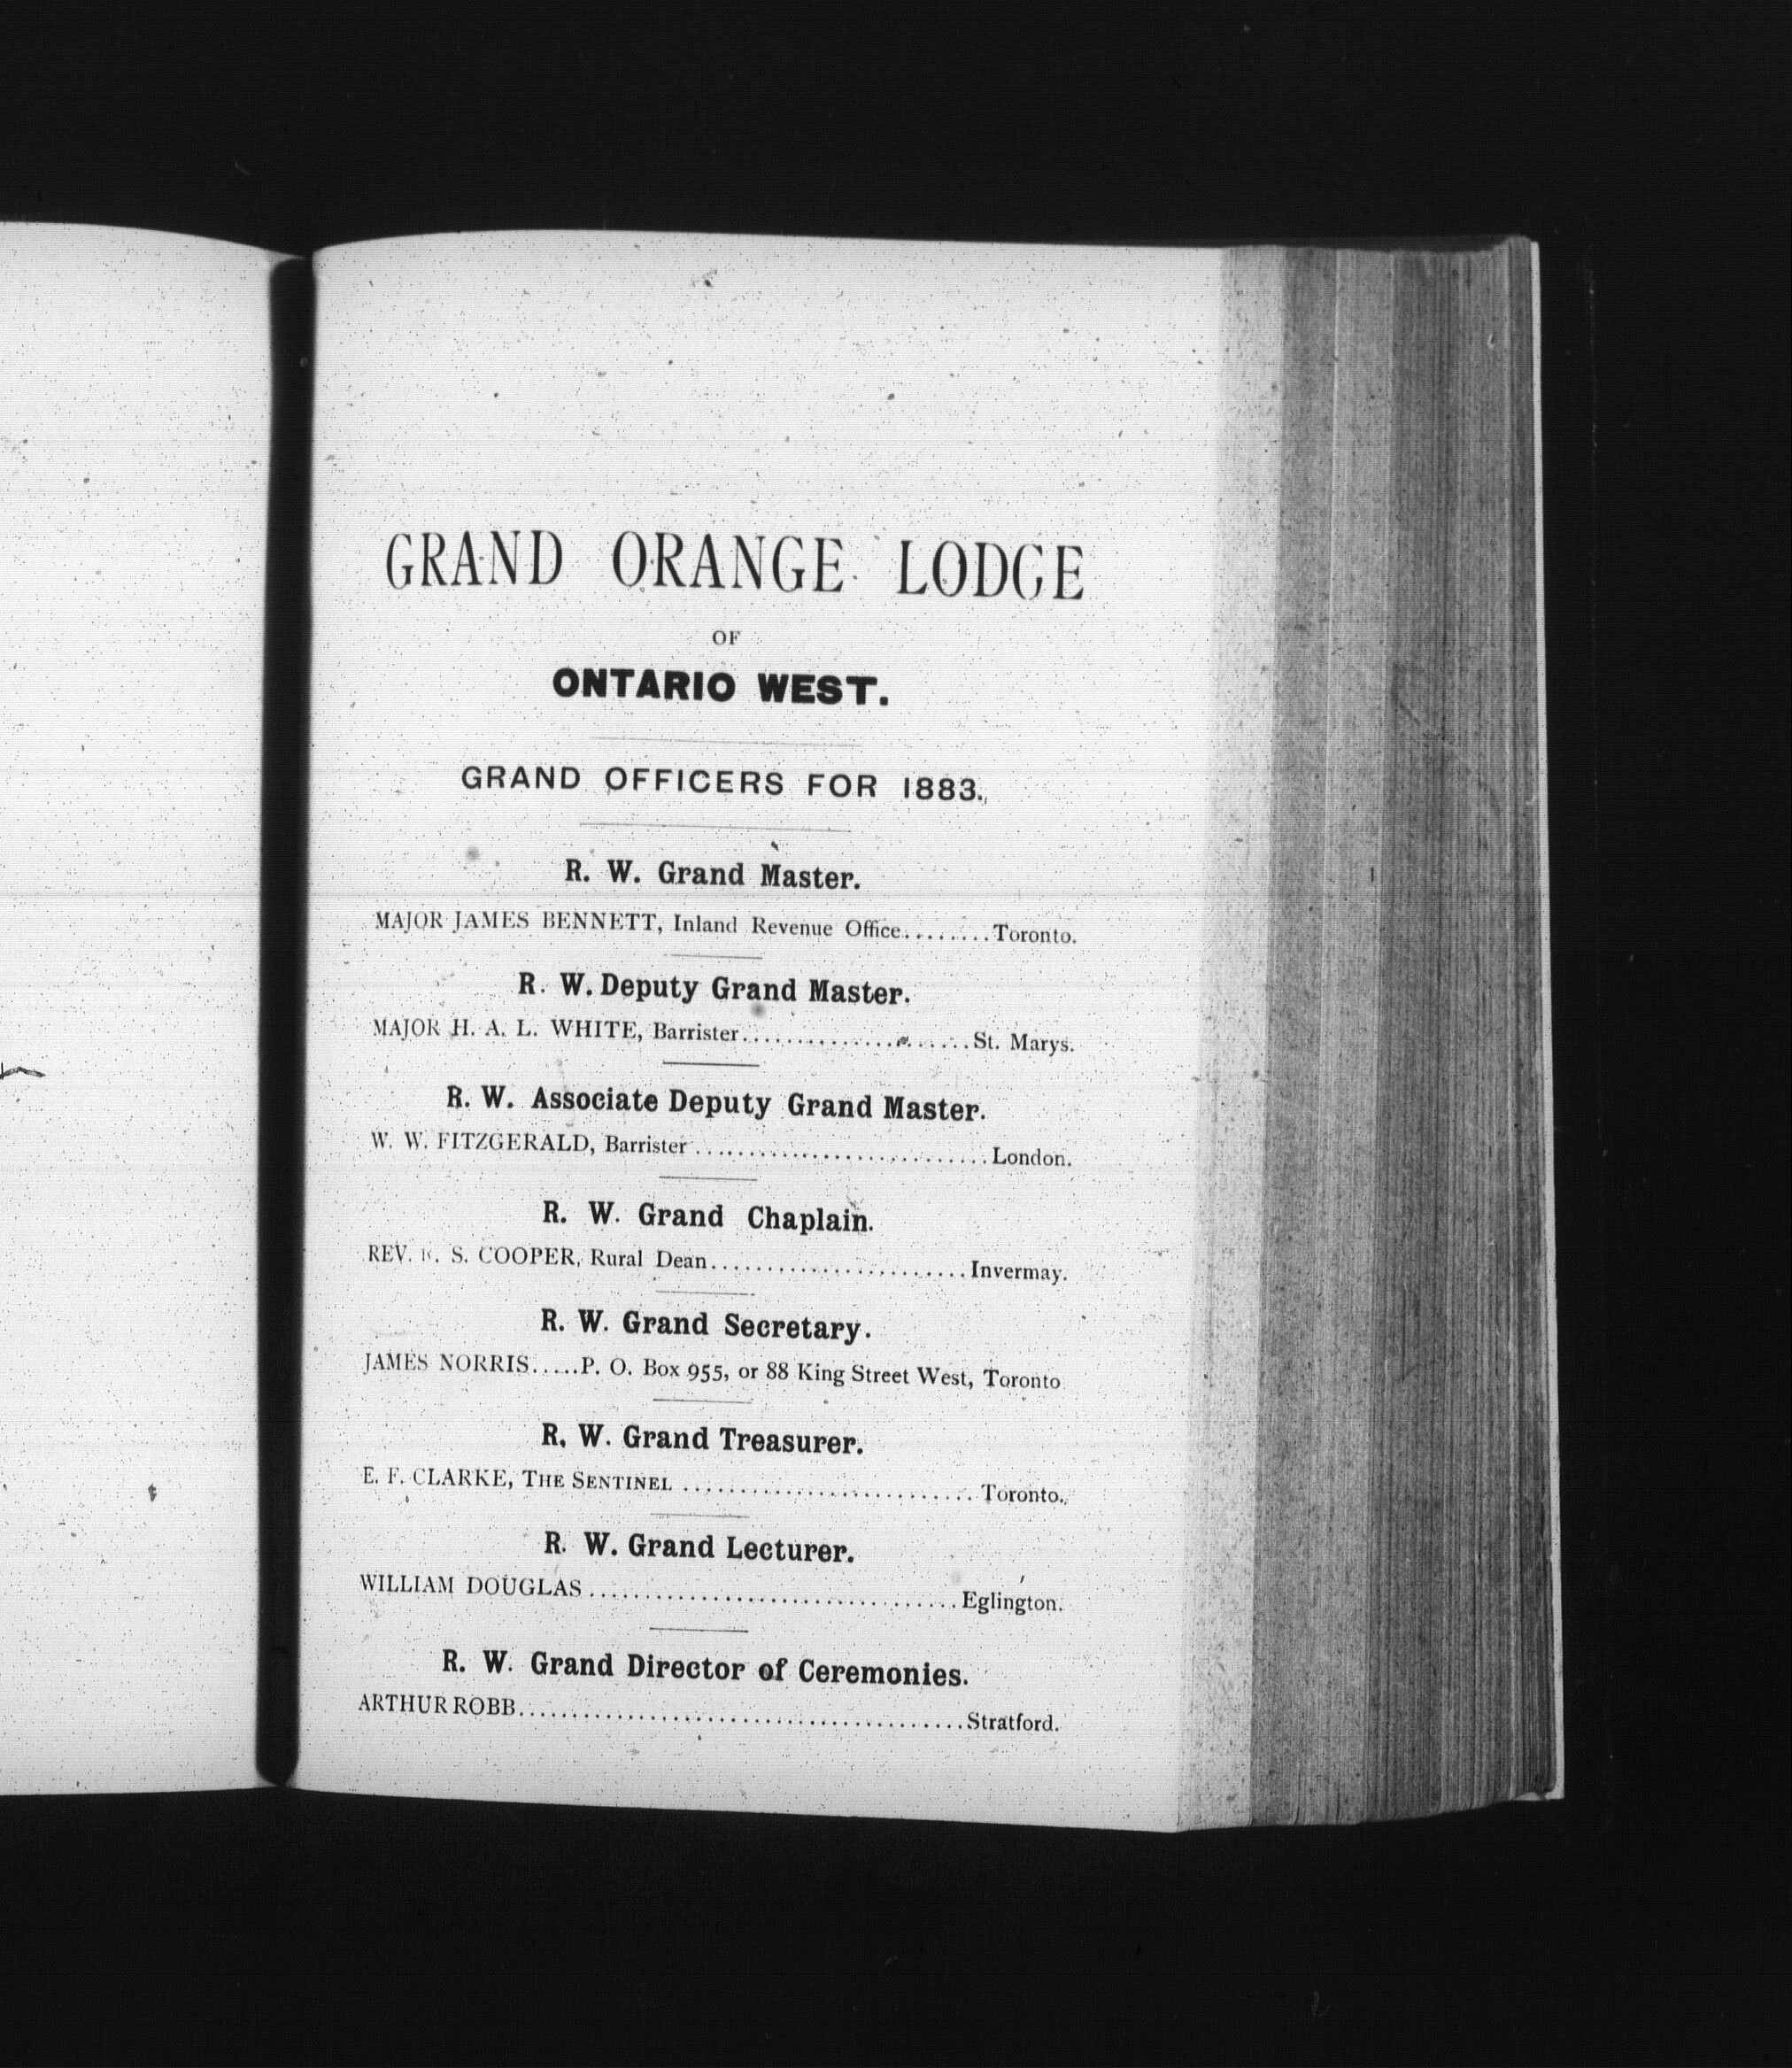 GRAND ORANGE LODGE
OF
ONTARIO WEST.
GRAND OFFICERS FOR 1883.
R. W. Grand Master.
MAJOR JAMES BENNETT, Inland Revenue Office........Toronto.
R. W. Deputy Grand Master.
MAJOR H. A. L. WHITE, Barrister......................St. Marys.
R. W. Associate Deputy Grand Master.
W. W. FITZGERALD, Barrister ............................London.
R. W. Grand Chaplain.
REV. S. COOPER, Rural Dean........................Invermay.
R. W. Grand Secretary.
JAMES NORRIS.....P. O. Box 955, or 88 King Street West, Toronto
R. W. Grand Treasurer.
E. F. CLARKE, THE SENTINEL ........................... Toronto.
R. W. Grand Lecturer.
WILLIAM DOUGLAS...................................Eglington.
R. W. Grand Director of Ceremonies.
ARTHUR ROBB..........................................Stratford.